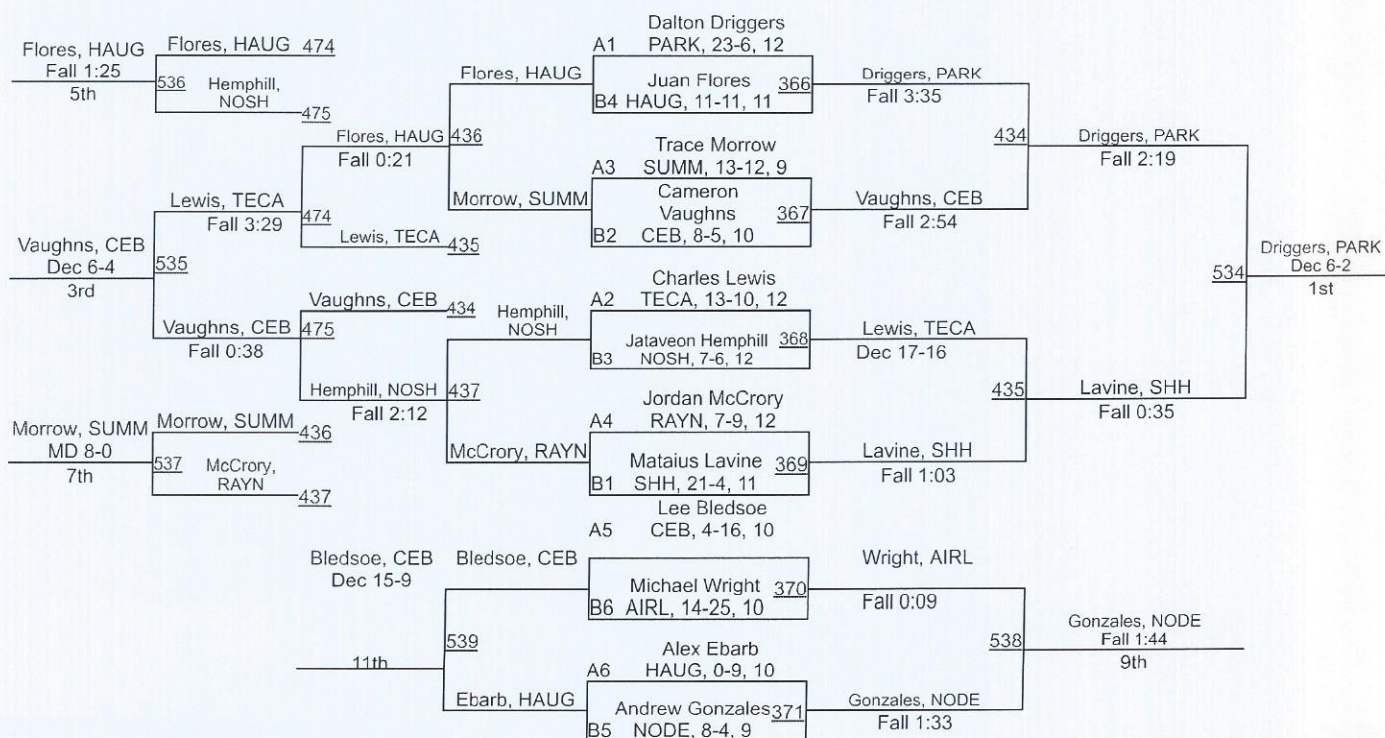 Flores, HAUG
Fall 1:25
5th
536
Flores, HAUG 474
Hemphill,
NOSH
475
Vaughns, CEB
Dec 6-4
3rd
535
Lewis, TECA
Fall 3:29
Flores, HAUG
Fall 0:21
474
Lewis, TECA
435
Vaughns, CEB
Fall 0:38
475
Vaughns, CEB
434
Hemphill, NOSH
Fall 2:12
Morrow, SUMM
MD 8-0
7th
537
Morrow, SUMM
436
McCrory,
RAYN
437
Flores, HAUG
436
Morrow, SUMM
Hemphill,
NOSH
437
McCrory, RAYN
Dalton Driggers
A1 PARK, 23-6, 12
Juan Flores
366
B4 HAUG, 11-11, 11
Trace Morrow
A3 SUMM, 13-12, 9
Cameron
Vaughns
367
B2 CEB, 8-5, 10
Charles Lewis
A2 TECA, 13-10, 12
Jataveon Hemphill
368
B3 NOSH, 7-6, 12
Jordan McCrory
A4 RAYN, 7-9, 12
Mataius Lavine
369
B1 SHH, 21-4, 11
Driggers, PARK
Fall 3:35
434
Vaughns, CEB
Fall 2:54
Lewis, TECA
Dec 17-16
435
Lavine, SHH
Fall 1:03
Driggers, PARK
Fall 2:19
534
Lavine, SHH
Fall 0:35
Driggers, PARK
Dec 6-2
1st
Bledsoe, CEB
Dec 15-9
11th
Bledsoe, CEB
539
Ebarb, HAUG
Lee Bledsoe
A5 CEB, 4-16, 10
Michael Wright
370
B6 AIRL, 14-25, 10
Alex Ebarb
A6 HAUG, 0-9, 10
Andrew Gonzales
371
B5 NODE, 8-4, 9
Wright, AIRL
Fall 0:09
538
Gonzales, NODE
Fall 1:33
Gonzales, NODE
Fall 1:44
9th